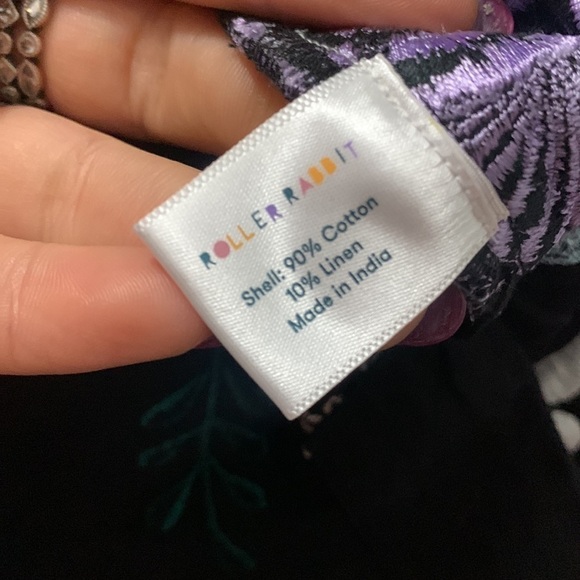 ROLLER RABBIT
Shell: 90% Cotton
10% Linen
Made in India